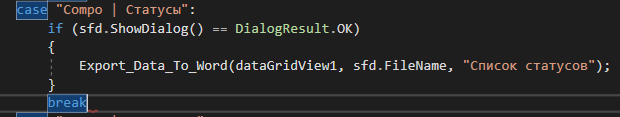 case "Compo | Статусы":
if (sfd.ShowDialog() == DialogResult.OK)
{
Export_Data_To_Word(dataGridView1, sfd.FileName, "Список статусов");
}
break